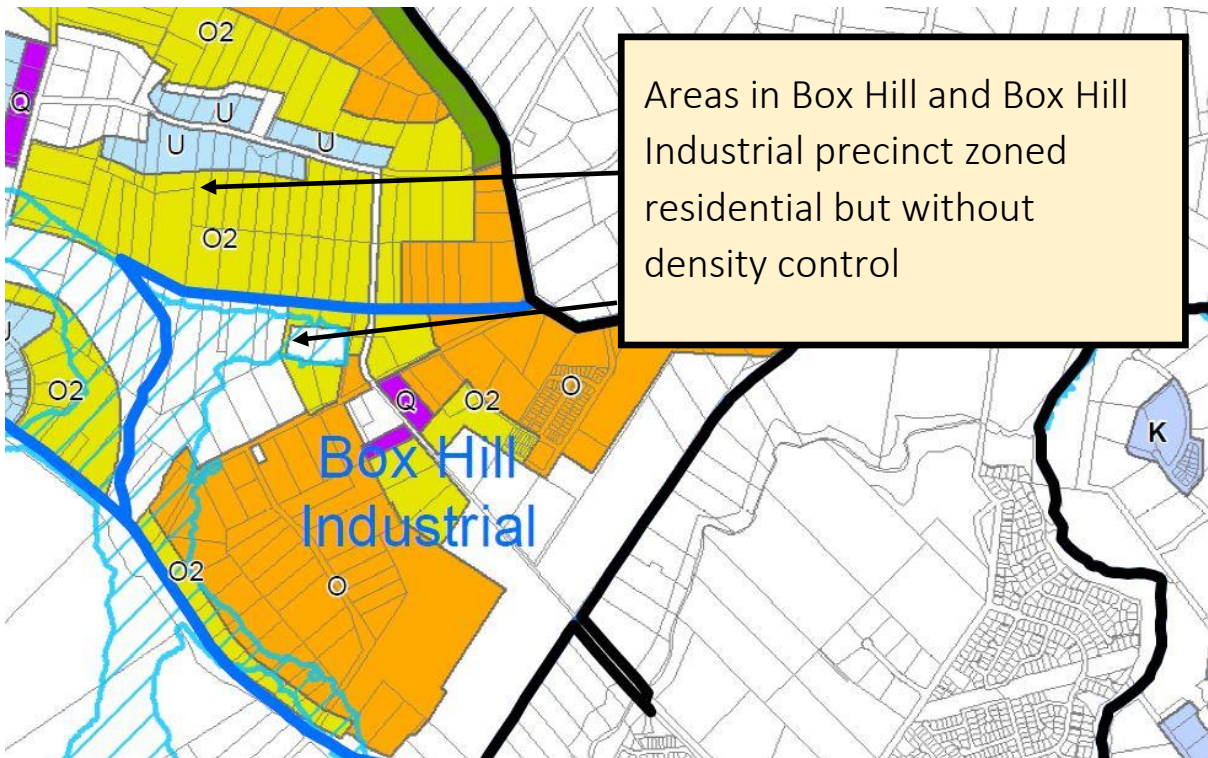 O2
Areas in Box Hill and Box Hill
Industrial precinct zoned
residential but without
density control
Q
U
U
U
O2
U
O2
Q
O2
O
K
Box Hill
Industrial
O2
O